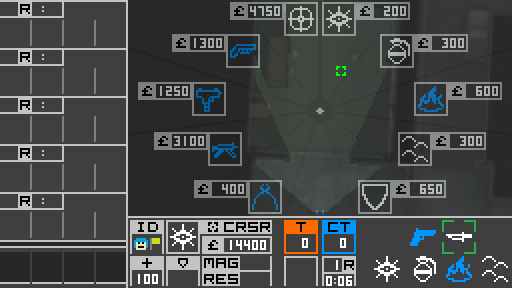 R :
R :
R :
R :
R :
£ 4750
£ 200
£ 1300
£ 300
£ 1250
£ 600
£ 3100
£ 300
£ 400
£ 650
ID
CRSR
£ 14400
T
0
CT
0
+
100
MAG
RES
1R
0:06